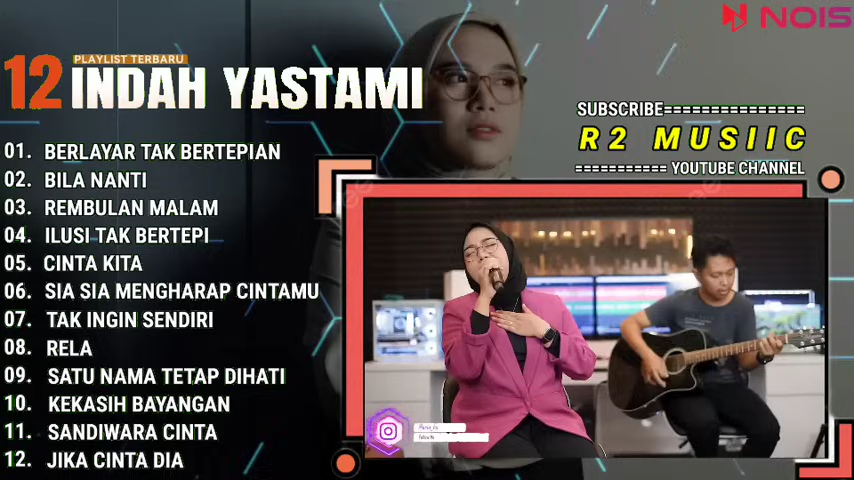 NOIS
PLAYLIST TERBARU
12 INDAH YASTAMI
SUBSCRIBE================
R2 MUSIIC
=========== YOUTUBE CHANNEL
01. BERLAYAR TAK BERTEPIAN
02. BILA NANTI
03. REMBULAN MALAM
04. ILUSI TAK BERTEPI
05. CINTA KITA
06. SIA SIA MENGHARAP CINTAMU
07. TAK INGIN SENDIRI
08. RELA
09. SATU NAMA TETAP DIHATI
10. KEKASIH BAYANGAN
11. SANDIWARA CINTA
12. JIKA CINTA DIA